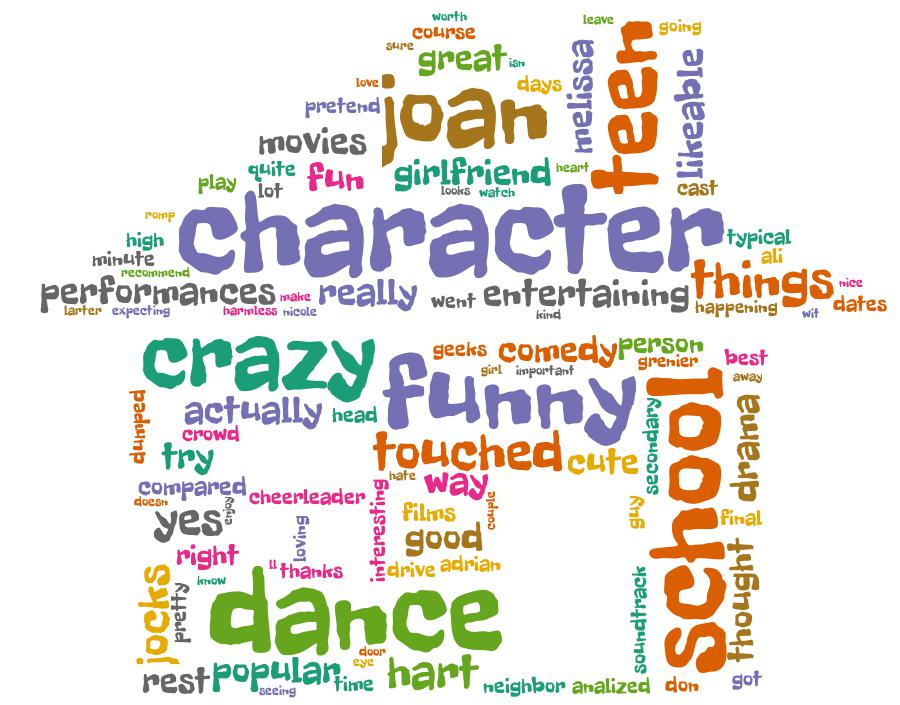 worth
leave
course
going
sure
great
isn
melissa
teen
likeable
love
joan
days
pretend
movies
quite
girlfriend
heart
play
lot
fun
looks
watch
cast
romp
character
high
typical
minute
ali
recommend
things
performances
make
really
went
entertaining
nice
larter
expecting
harmless
nicole
kind
happening
wit
dates
crazy
geeks
comedy
person
grenier
best
girl
important
funny
away
dumped
actually
head
school
secondary
drama
crowd
try
touched
cute
compared
hate
way
doesn
cheerleader
enjoy
interesting
couple
guy
yes
films
final
loving
good
right
ll
thanks
drive
adrian
thought
know
jocks
pretty
dance
soundtrack
door
eye
rest
popular
time
hart
seeing
neighbor
analized
don
got